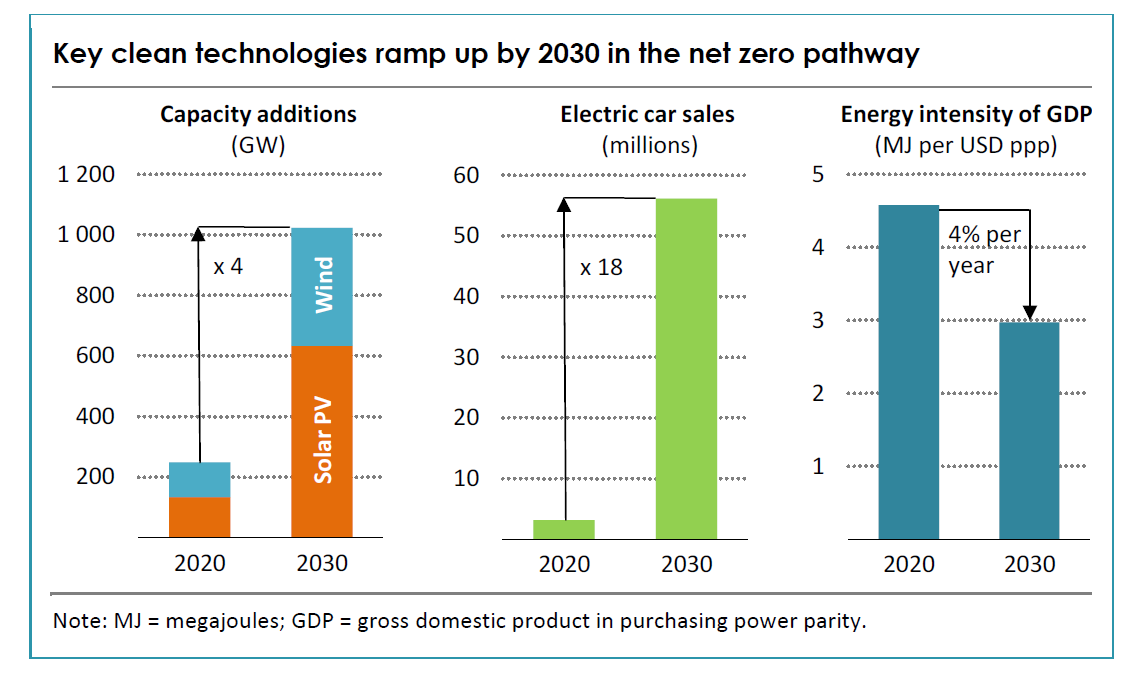 Key clean technologies ramp up by 2030 in the net zero pathway
Capacity additions
(GW)
1 200
1 000
800
600
400
200
x 4
Wind
Solar PV
2020 2030
Electric car sales
(millions)
60
50
40
30
20
10
x 18
2020 2030
Energy intensity of GDP
(MJ per USD ppp)
5
4
3
2
1
4% per
year
2020 2030
Note: MJ = megajoules; GDP = gross domestic product in purchasing power parity.